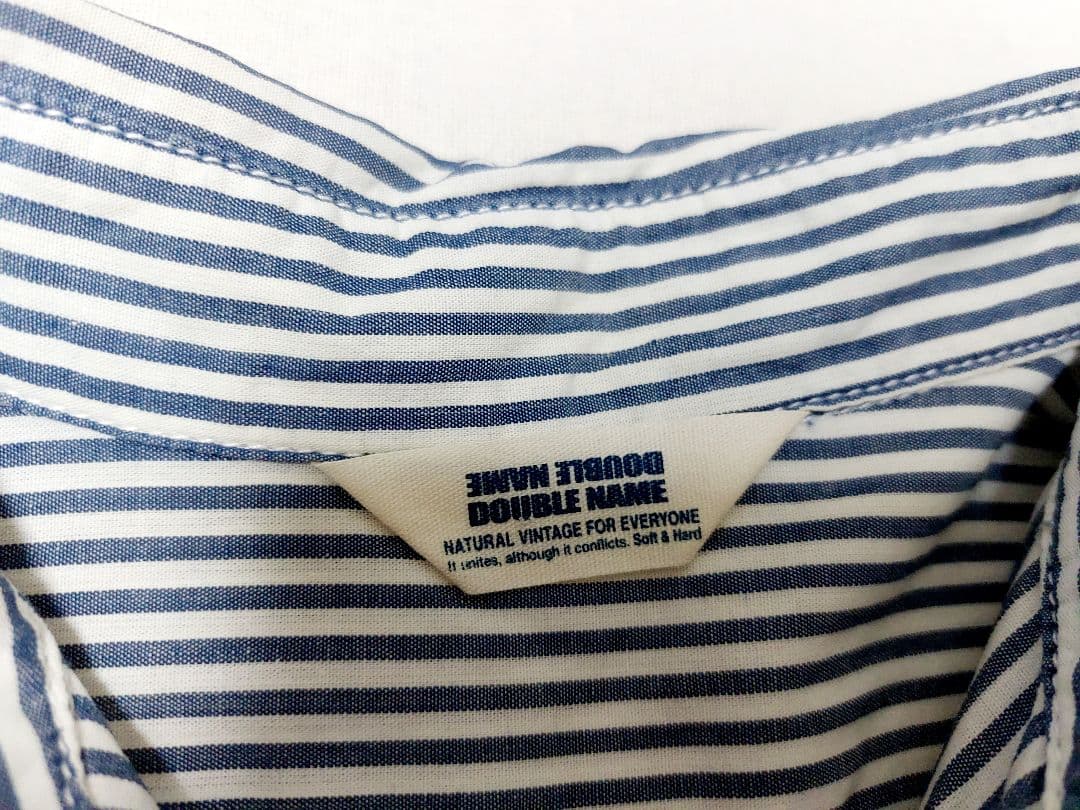 DOUBLE NAME
DOUBLE NAME
NATURAL VINTAGE FOR EVERYONE
It unites, although it conflicts. Soft & Hard